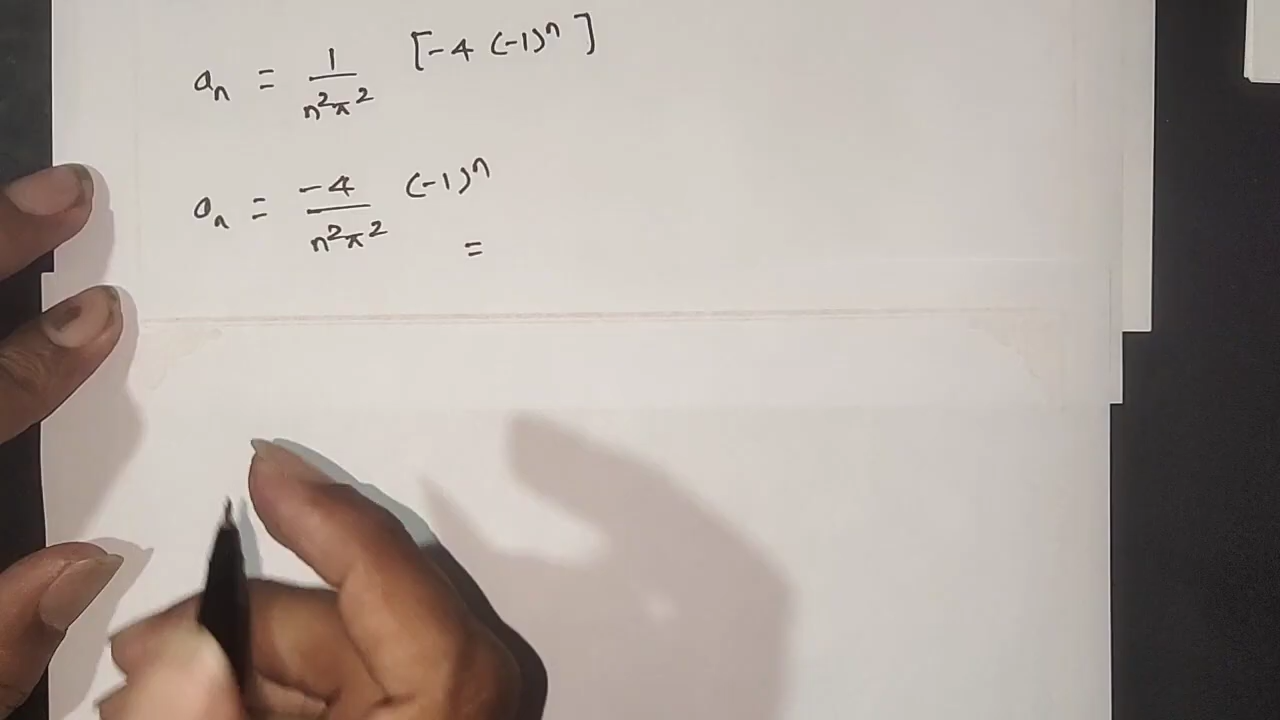 aₙ = 1/n²π² [-4 (-1)ⁿ]
aₙ = -4/n²π² (-1)ⁿ
=